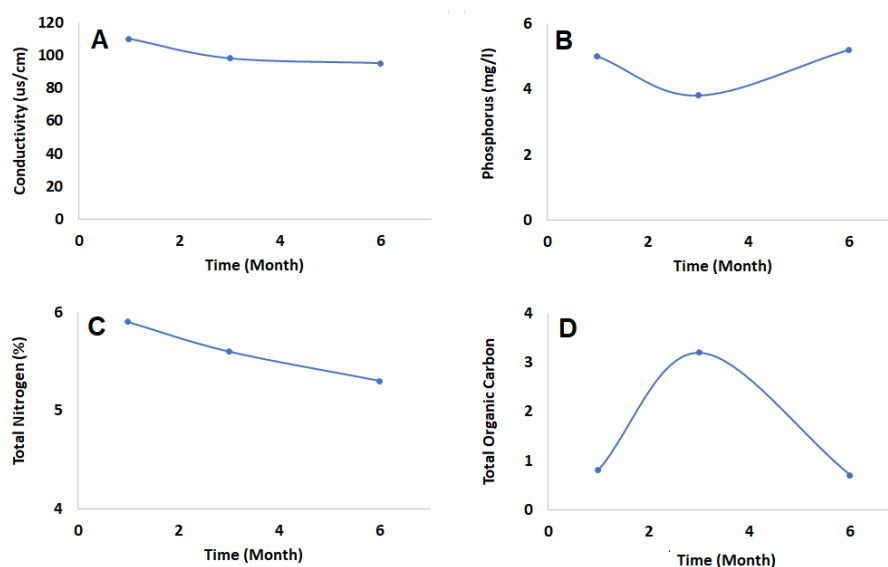 A
Conductivity (us/cm)
120
100
80
60
40
20
0
0 2 4 6
Time (Month)
B
Phosphorus (mg/l)
6
4
2
0
0 2 4 6
Time (Month)
C
Total Nitrogen (%)
6
5
4
0 2 4 6
Time (Month)
D
Total Organic Carbon
4
3
2
1
0
0 2 4 6
Time (Month)